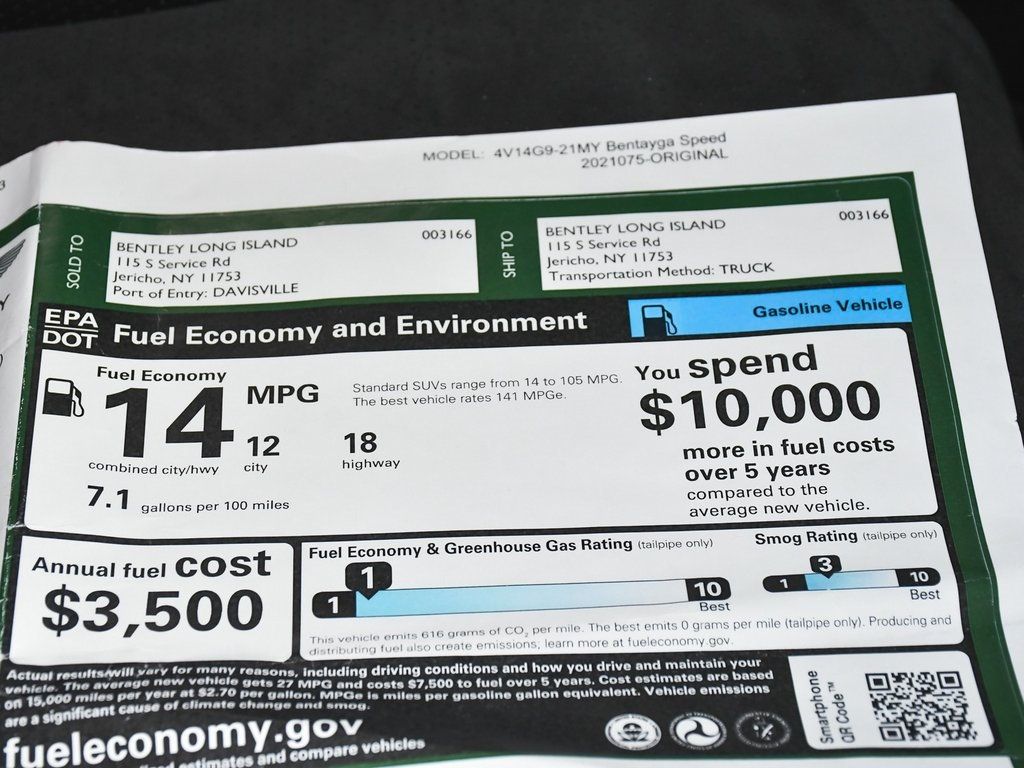 MODEL: 4V14G9-21MY Bentayga Speed
2021075-ORIGINAL
3
SOLD TO
BENTLEY LONG ISLAND 003166
115 S Service Rd
Jericho, NY 11753
Port of Entry: DAVISVILLE
SHIP TO
BENTLEY LONG ISLAND 003166
115 S Service Rd
Jericho, NY 11753
Transportation Method: TRUCK
EPA
DOT
Fuel Economy and Environment
Gasoline Vehicle
Fuel Economy
14 MPG
combined city/hwy
12
city
18
highway
7.1 gallons per 100 miles
Standard SUVs range from 14 to 105 MPG.
The best vehicle rates 141 MPGe.
You spend
$10,000
more in fuel costs
over 5 years
compared to the
average new vehicle.
Annual fuel cost
$3,500
Fuel Economy & Greenhouse Gas Rating (tailpipe only)
1
1 10
Best
Smog Rating (tailpipe only)
3
1 10
Best
This vehicle emits 616 grams of CO₂ per mile. The best emits 0 grams per mile (tailpipe only). Producing and
distributing fuel also create emissions; learn more at fueleconomy.gov.
Actual results will vary for many reasons, including driving conditions and how you drive and maintain your
vehicle. The average new vehicle gets 27 MPG and costs $7,500 to fuel over 5 years. Cost estimates are based
on 15,000 miles per year at $2.70 per gallon. MPGe is miles per gasoline gallon equivalent. Vehicle emissions
are a significant cause of climate change and smog.
fueleconomy.gov
estimates and compare vehicles
Smartphone
QR Code™